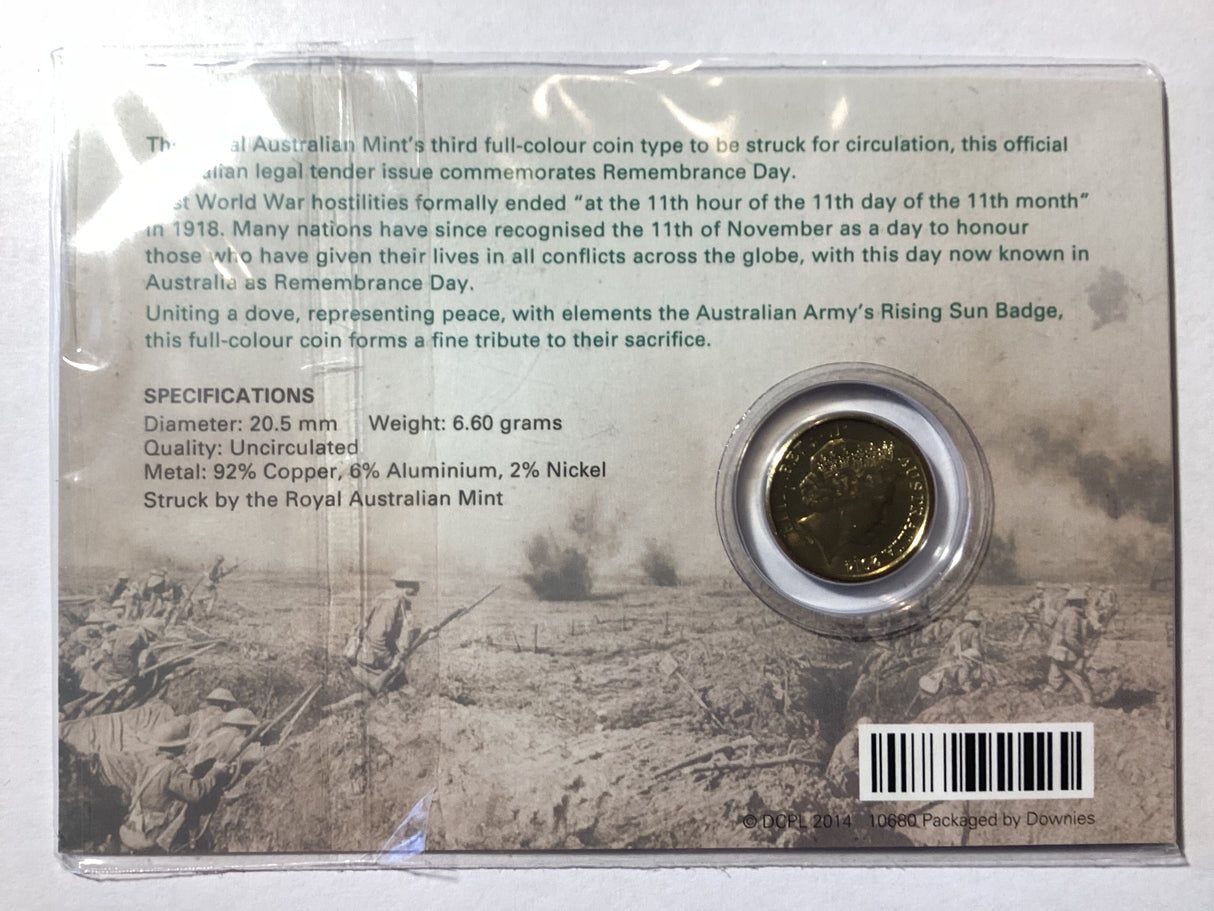 al Australian Mint's third full-colour coin type to be struck for circulation, this official
legal tender issue commemorates Remembrance Day.
World War hostilities formally ended "at the 11th hour of the 11th day of the 11th month"
in 1918. Many nations have since recognised the 11th of November as a day to honour
those who have given their lives in all conflicts across the globe, with this day now known in
Australia as Remembrance Day.
Uniting a dove, representing peace, with elements the Australian Army's Rising Sun Badge,
this full-colour coin forms a fine tribute to their sacrifice.
SPECIFICATIONS
Diameter: 20.5 mm Weight: 6.60 grams
Quality: Uncirculated
Metal: 92% Copper, 6% Aluminium, 2% Nickel
Struck by the Royal Australian Mint
AUSTRALIA 2014
© DCPL 2014 10680 Packaged by Downies